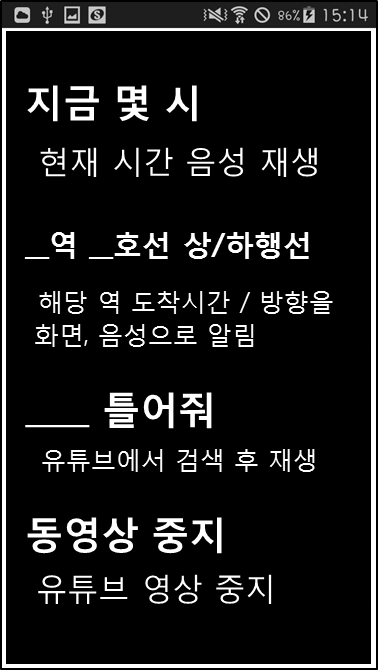 86% 15:14
지금 몇 시
현재 시간 음성 재생
__역 __호선 상/하행선
해당 역 도착시간 / 방향을
화면, 음성으로 알림
____ 틀어줘
유튜브에서 검색 후 재생
동영상 중지
유튜브 영상 중지